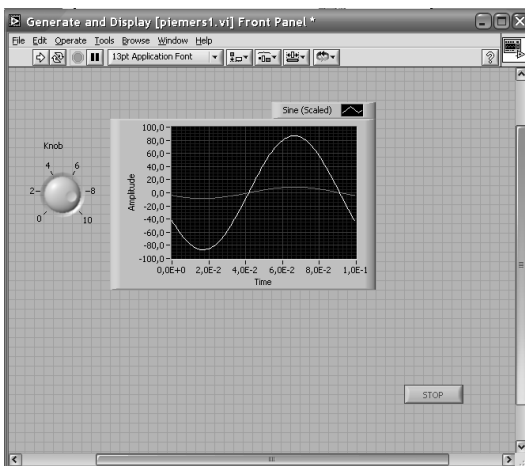 Generate and Display [piemers1.vi] Front Panel *
File Edit Operate Tools Browse Window Help
13pt Application Font
Sine (Scaled)
Knob
4 6
2 8
0 10
Amplitude
100,0
80,0
60,0
40,0
20,0
0,0
-20,0
-40,0
-60,0
-80,0
-100,0
0,0E+0 2,0E-2 4,0E-2 6,0E-2 8,0E-2 1,0E-1
Time
STOP